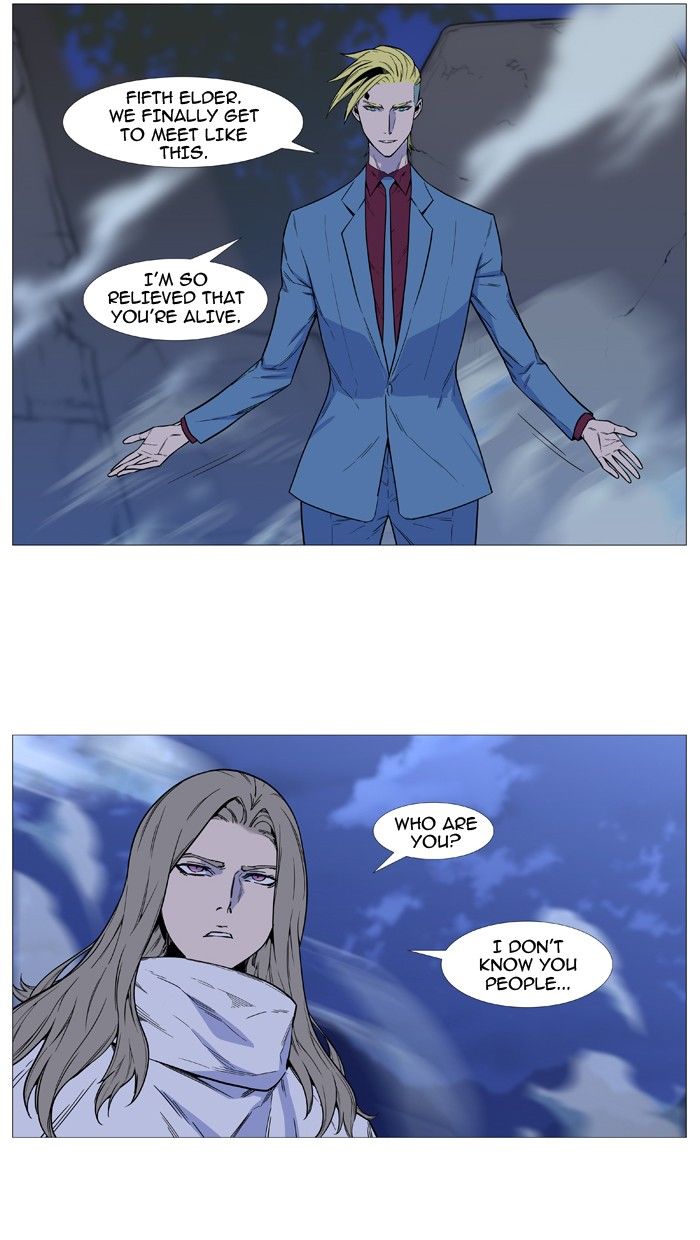 FIFTH ELDER.
WE FINALLY GET
TO MEET LIKE
THIS.
I'M SO
RELIEVED THAT
YOU'RE ALIVE.
WHO ARE
YOU?
I DON'T
KNOW YOU
PEOPLE...